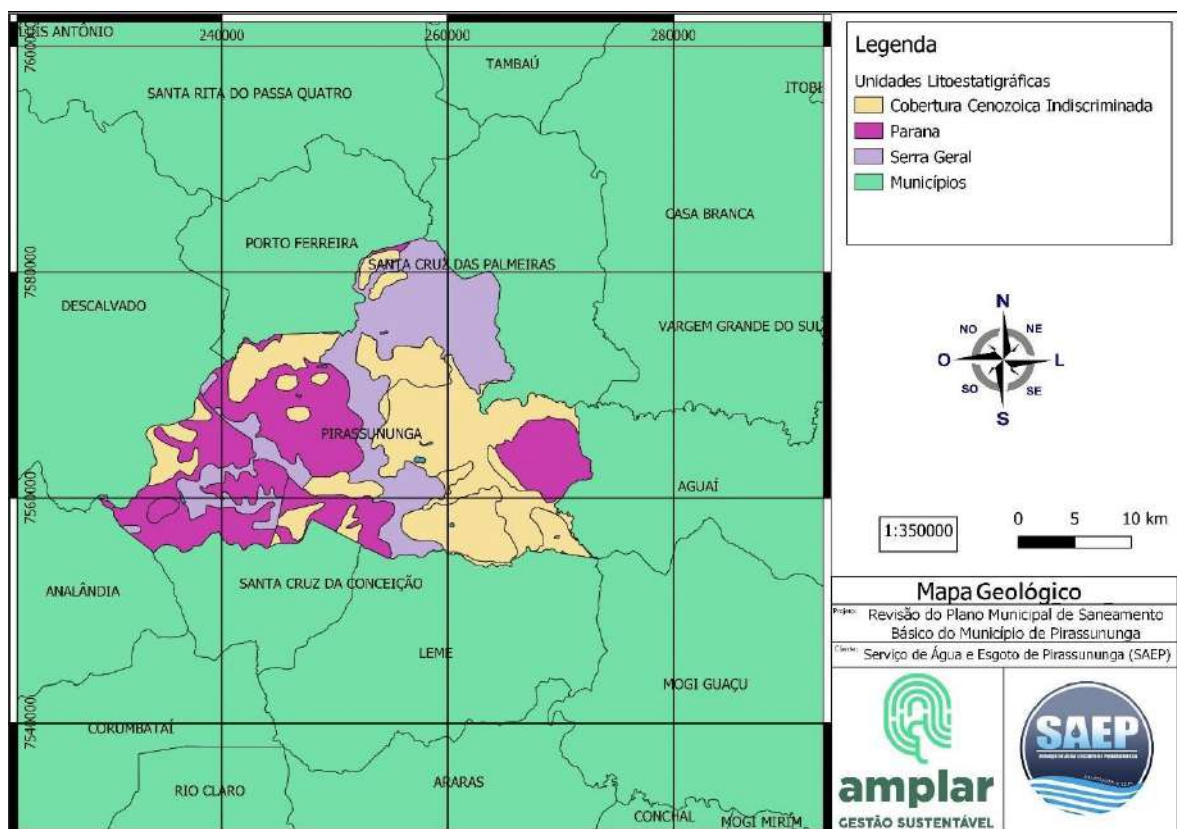 LUÍS ANTÔNIO
240000
260000
280000
7600000
TAMBAÚ
ITOBI
SANTA RITA DO PASSA QUATRO
CASA BRANCA
PORTO FERREIRA
SANTA CRUZ DAS PALMEIRAS
7580000
DESCALVADO
VARGEM GRANDE DO SUL
PIRASSUNUNGA
AGUAÍ
7560000
ANALÂNDIA
SANTA CRUZ DA CONCEIÇÃO
LEME
MOGI GUAÇU
7540000
CORUMBATAÍ
ARARAS
RIO CLARO
CONCHAL
MOGI MIRÍM
Legenda
Unidades Litoestatigráficas
Cobertura Cenozoica Indiscriminada
Parana
Serra Geral
Municípios
N
NO
NE
O
L
SO
SE
S
1:350000
0 5 10 km
Mapa Geológico
Projeto: Revisão do Plano Municipal de Saneamento
Básico do Município de Pirassununga
Cliente: Serviço de Água e Esgoto de Pirassununga (SAEP)
amplar
GESTÃO SUSTENTÁVEL
SAEP